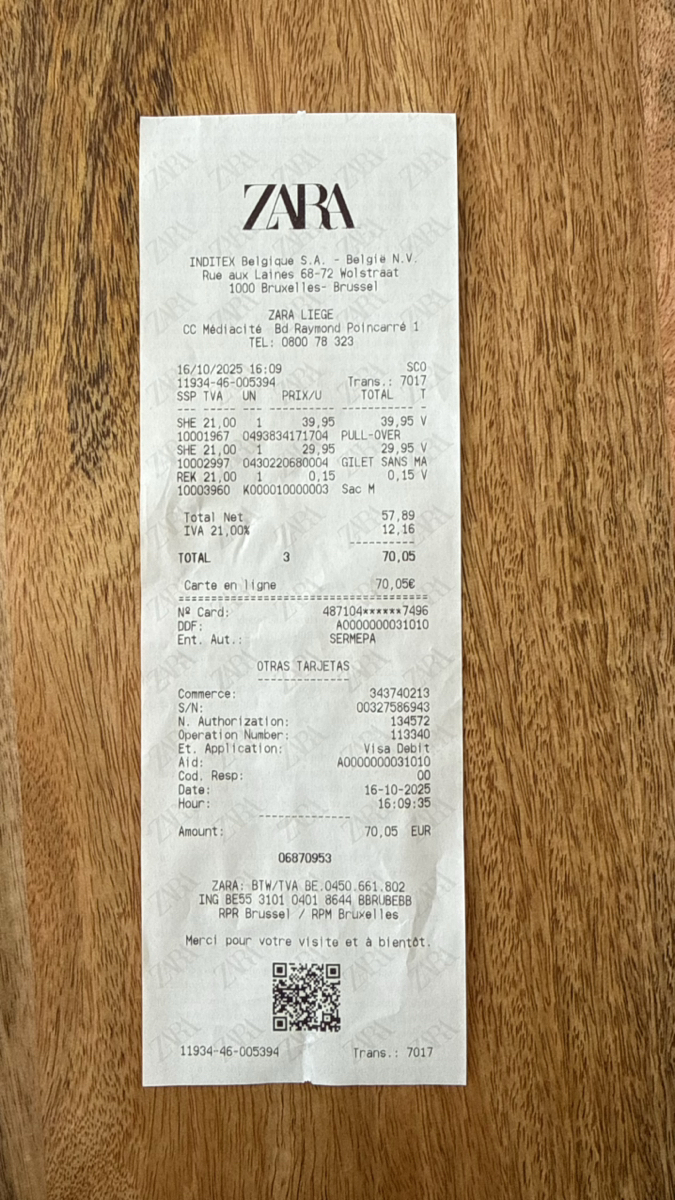 ZARA
INDITEX Belgique S.A. - België N.V.
Rue aux Laines 68-72 Wolstraat
1000 Bruxelles- Brussel
ZARA LIEGE
CC Médiacité Bd Raymond Poincarré 1
TEL: 0800 78 323
16/10/2025 16:09 SCO
11934-46-005394 Trans.: 7017
SSP TVA UN PRIX/U TOTAL T
--- --- --- ---------- ---------- -
SHE 21,00 1 39,95 39,95 V
10001967 0493834171704 PULL-OVER
SHE 21,00 1 29,95 29,95 V
10002997 0430220680004 GILET SANS MA
REK 21,00 1 0,15 0,15 V
10003960 K000010000003 Sac M
Total Net 57,89
IVA 21,00% 12,16
----------
TOTAL 3 70,05
Carte en ligne 70,05€
======================================
Nº Card: 487104******7496
DDF: A0000000031010
Ent. Aut.: SERMEPA
OTRAS TARJETAS
--------------
Commerce: 343740213
S/N: 00327586943
N. Authorization: 134572
Operation Number: 113340
Et. Application: Visa Debit
Aid: A0000000031010
Cod. Resp: 00
Date: 16-10-2025
Hour: 16:09:35
--------------
Amount: 70,05 EUR
06870953
ZARA: BTW/TVA BE.0450.661.802
ING BE55 3101 0401 8644 BBRUBEBB
RPR Brussel / RPM Bruxelles
Merci pour votre visite et à bientôt.
11934-46-005394 Trans.: 7017